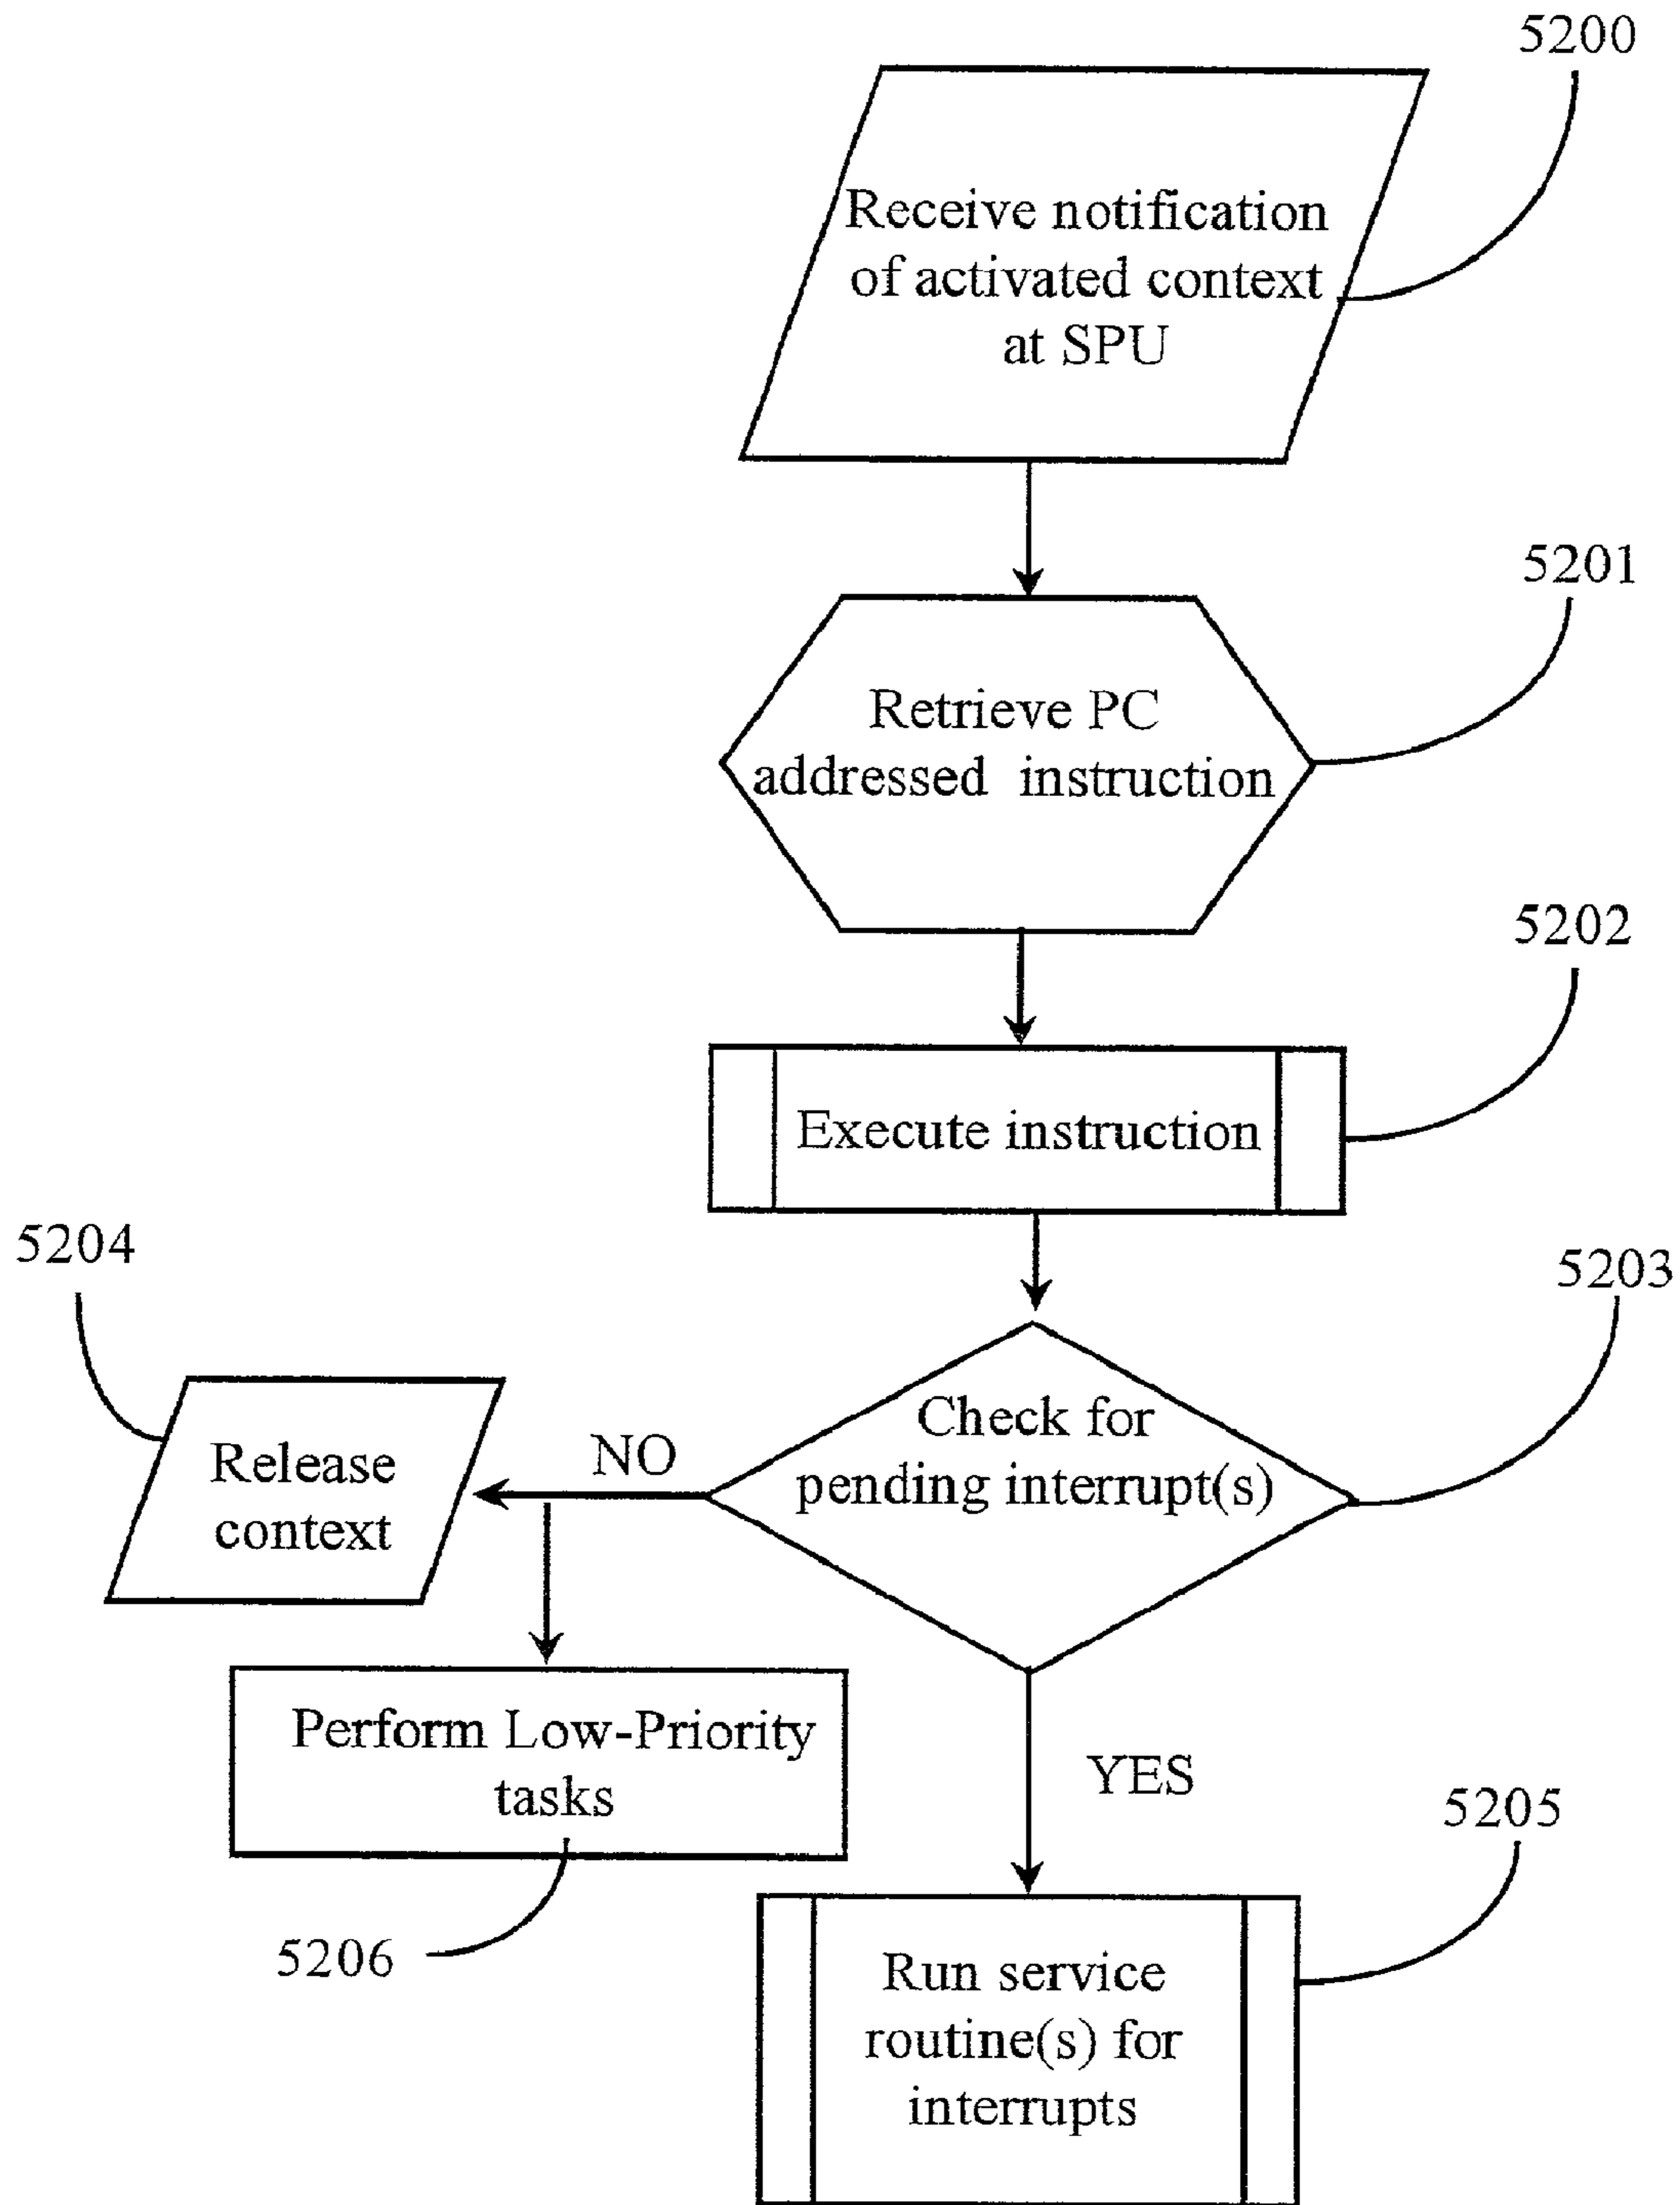 5200
Receive notification
of activated context
at SPU
5201
Retrieve PC
addressed instruction
5202
Execute instruction
5204
5203
Check for
pending interrupt(s)
NO
Release
context
Perform Low-Priority
tasks
YES
5205
5206
Run service
routine(s) for
interrupts